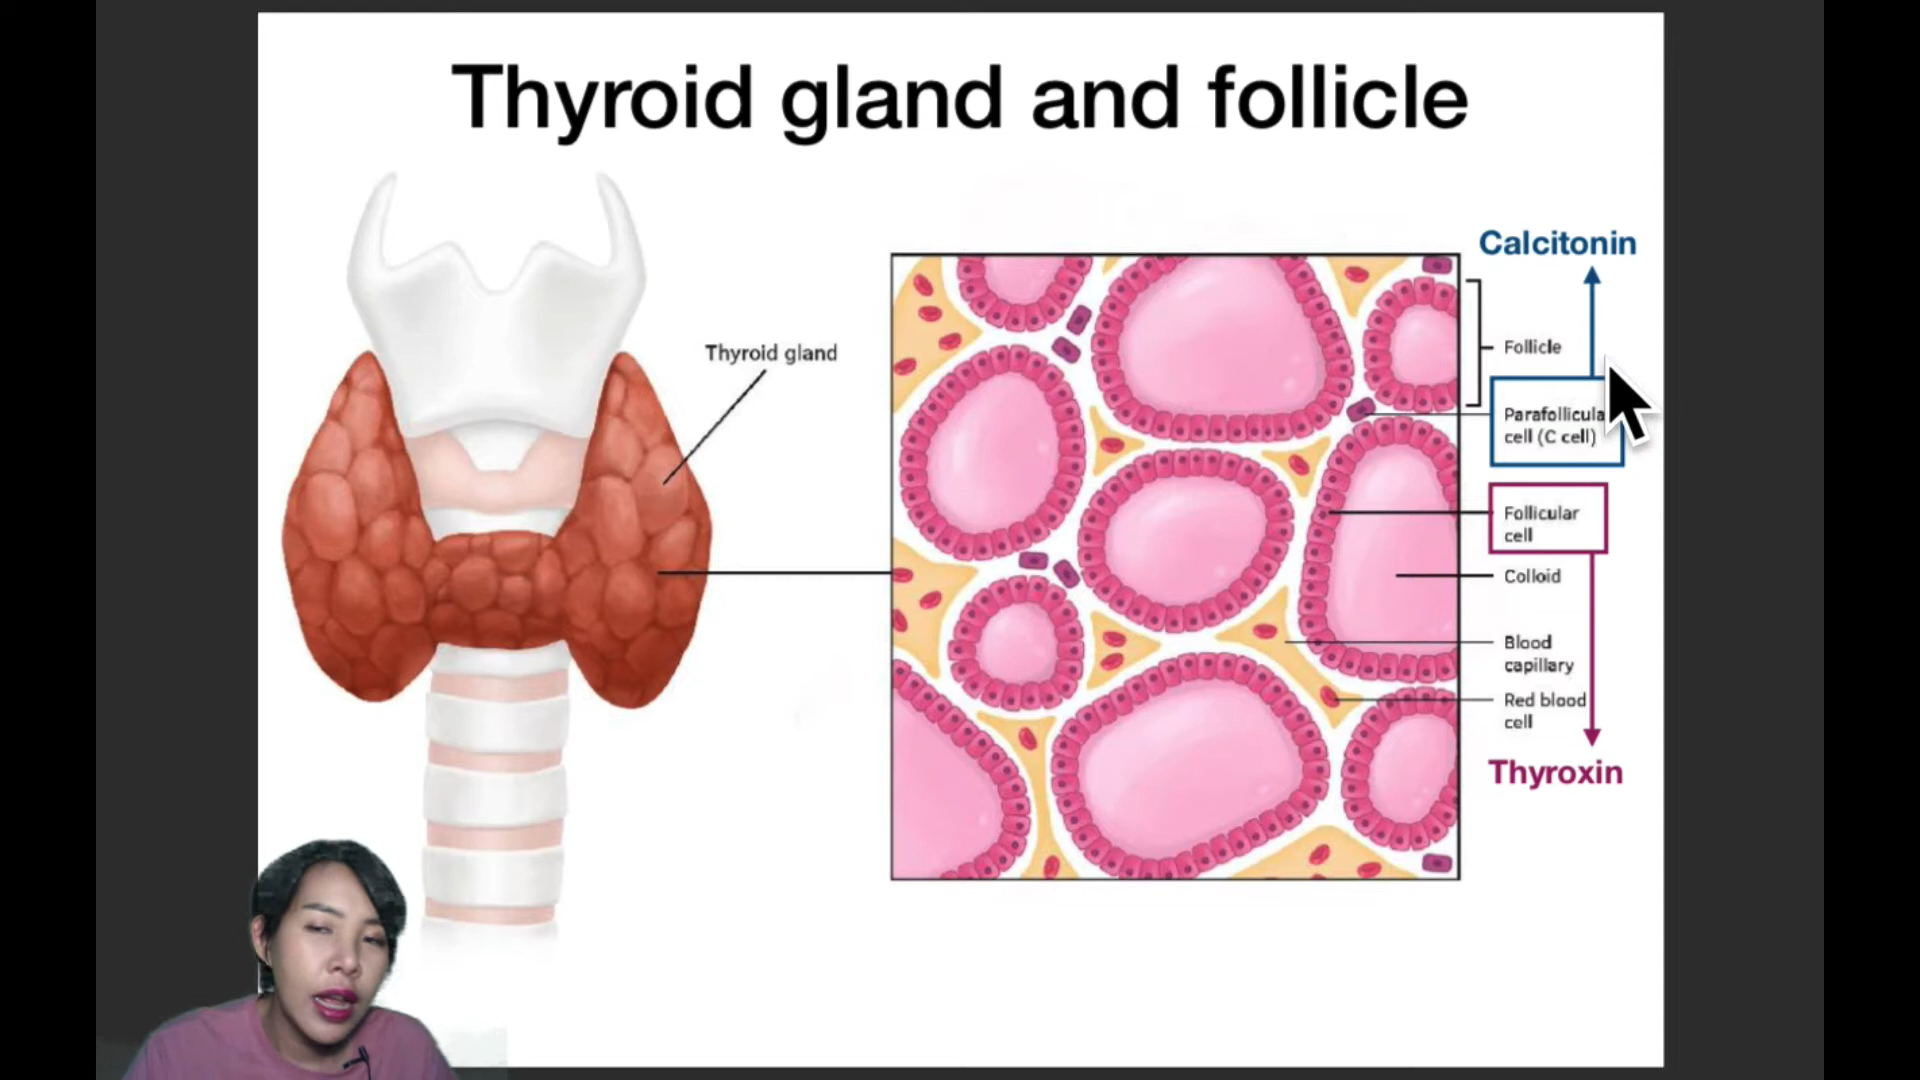 Thyroid gland and follicle
Thyroid gland
Calcitonin
Follicle
Parafollicula
cell (C cell)
Follicular
cell
Colloid
Blood
capillary
Red blood
cell
Thyroxin